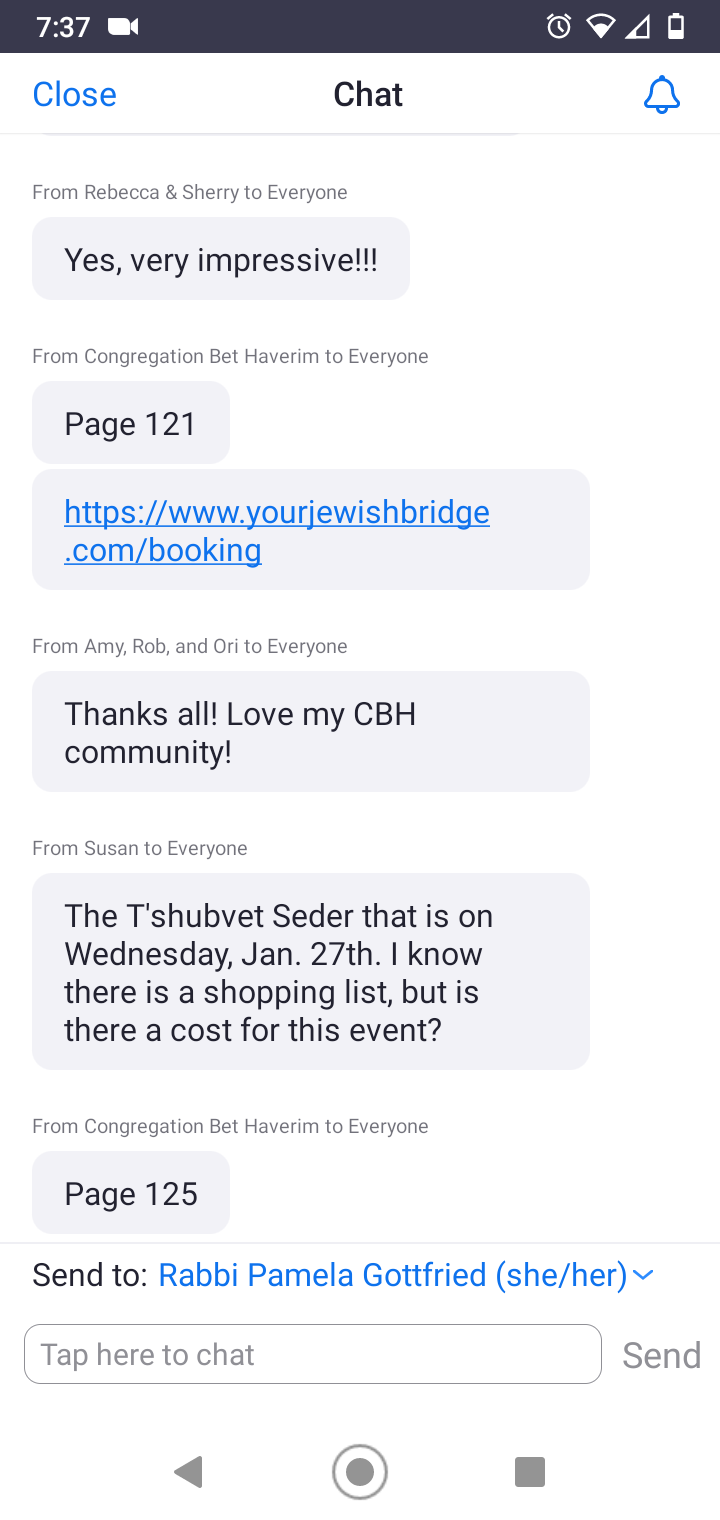 7:37
Close
Chat
From Rebecca & Sherry to Everyone
Yes, very impressive!!!
From Congregation Bet Haverim to Everyone
Page 121
https://www.yourjewishbridge
.com/booking
From Amy, Rob, and Ori to Everyone
Thanks all! Love my CBH
community!
From Susan to Everyone
The T'shubvet Seder that is on
Wednesday, Jan. 27th. I know
there is a shopping list, but is
there a cost for this event?
From Congregation Bet Haverim to Everyone
Page 125
Send to: Rabbi Pamela Gottfried (she/her)
Tap here to chat
Send